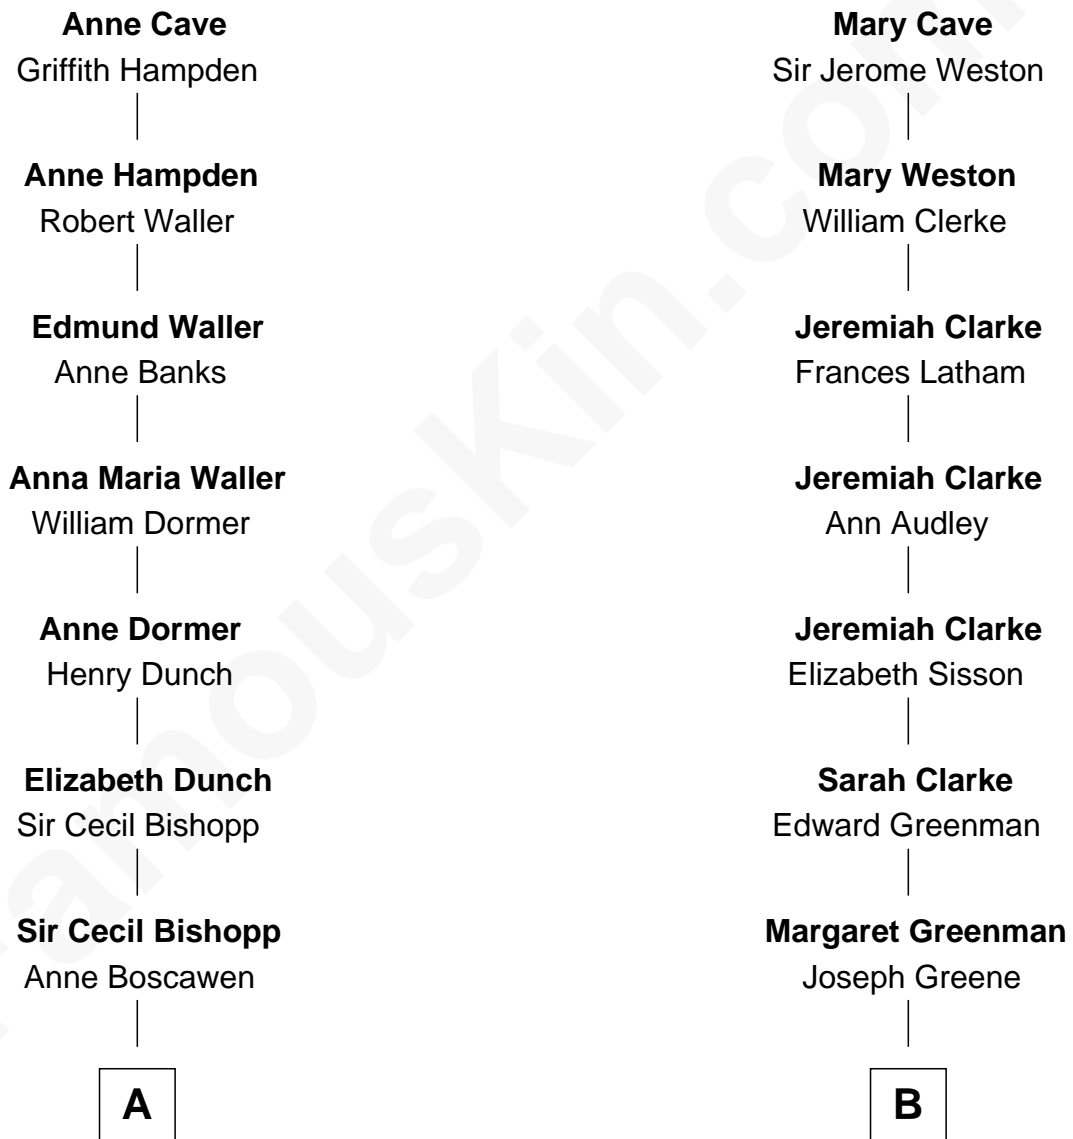 Anne Cave
Griffith Hampden
Anne Hampden
Robert Waller
Edmund Waller
Anne Banks
Anna Maria Waller
William Dormer
Anne Dormer
Henry Dunch
Elizabeth Dunch
Sir Cecil Bishopp
Sir Cecil Bishopp
Anne Boscawen
A
Mary Cave
Sir Jerome Weston
Mary Weston
William Clerke
Jeremiah Clarke
Frances Latham
Jeremiah Clarke
Ann Audley
Jeremiah Clarke
Elizabeth Sisson
Sarah Clarke
Edward Greenman
Margaret Greenman
Joseph Greene
B
FamousKin.com